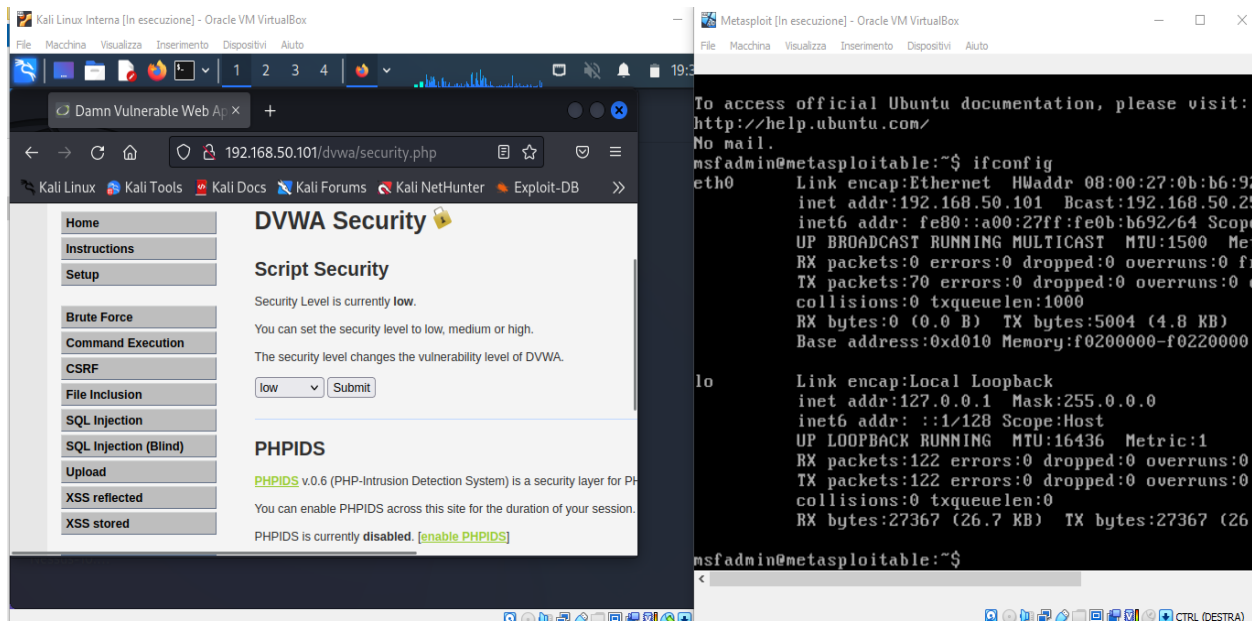 Kali Linux Interna [In esecuzione] - Oracle VM VirtualBox
File Macchina Visualizza Inserimento Dispositivi Aiuto
1 2 3 4
Damn Vulnerable Web Ap
192.168.50.101/dvwa/security.php
Kali Linux Kali Tools Kali Docs Kali Forums Kali NetHunter Exploit-DB
Home
Instructions
Setup
Brute Force
Command Execution
CSRF
File Inclusion
SQL Injection
SQL Injection (Blind)
Upload
XSS reflected
XSS stored
DVWA Security
Script Security
Security Level is currently low.
You can set the security level to low, medium or high.
The security level changes the vulnerability level of DVWA.
low Submit
PHPIDS
PHPIDS v.0.6 (PHP-Intrusion Detection System) is a security layer for PH
You can enable PHPIDS across this site for the duration of your session.
PHPIDS is currently disabled. [enable PHPIDS]
Metasploit [In esecuzione] - Oracle VM VirtualBox
File Macchina Visualizza Inserimento Dispositivi Aiuto
To access official Ubuntu documentation, please visit:
http://help.ubuntu.com/
No mail.
msfadmin@metasploitable:~$ ifconfig
eth0 Link encap:Ethernet HWaddr 08:00:27:0b:b6:92
inet addr:192.168.50.101 Bcast:192.168.50.25
inet6 addr: fe80::a00:27ff:fe0b:b692/64 Scope
UP BROADCAST RUNNING MULTICAST MTU:1500 Met
RX packets:0 errors:0 dropped:0 overruns:0 fr
TX packets:70 errors:0 dropped:0 overruns:0
collisions:0 txqueuelen:1000
RX bytes:0 (0.0 B) TX bytes:5004 (4.8 KB)
Base address:0xd010 Memory:f0200000-f0220000
lo Link encap:Local Loopback
inet addr:127.0.0.1 Mask:255.0.0.0
inet6 addr: ::1/128 Scope:Host
UP LOOPBACK RUNNING MTU:16436 Metric:1
RX packets:122 errors:0 dropped:0 overruns:0
TX packets:122 errors:0 dropped:0 overruns:0
collisions:0 txqueuelen:0
RX bytes:27367 (26.7 KB) TX bytes:27367 (26
msfadmin@metasploitable:~$
CTRL (DESTRA)